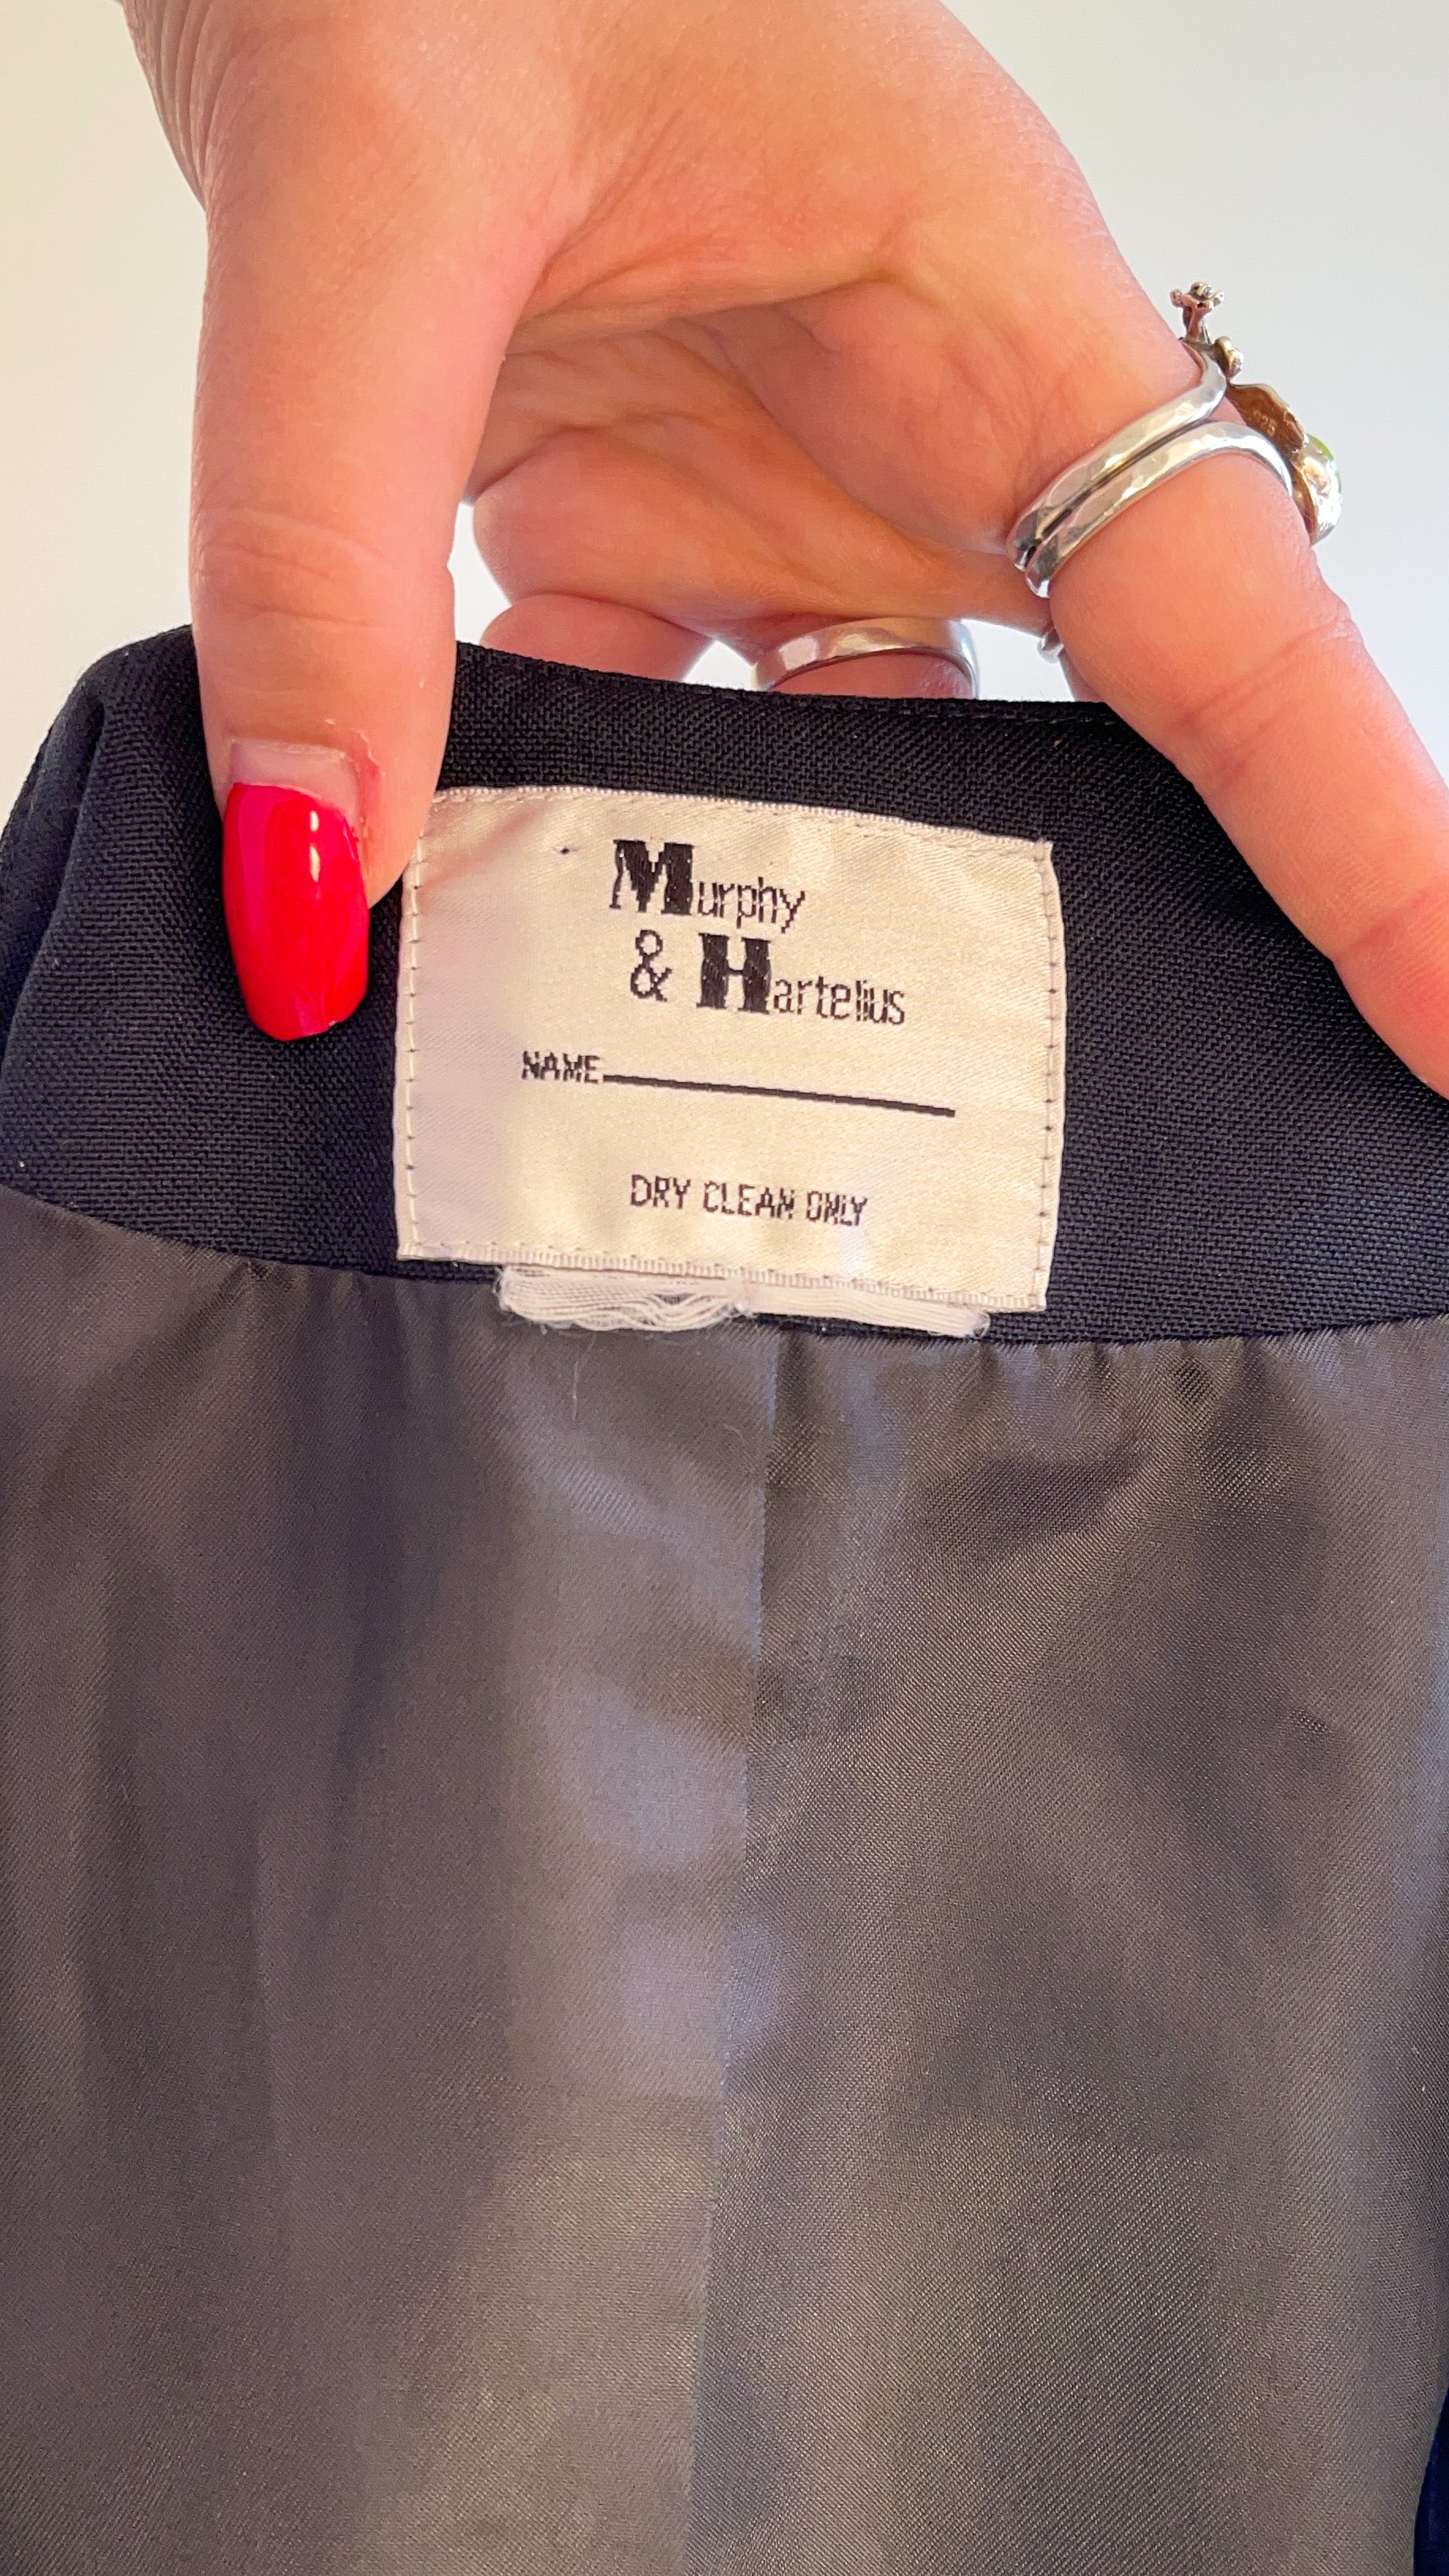 Murphy
& Hartelius
NAME
DRY CLEAN ONLY